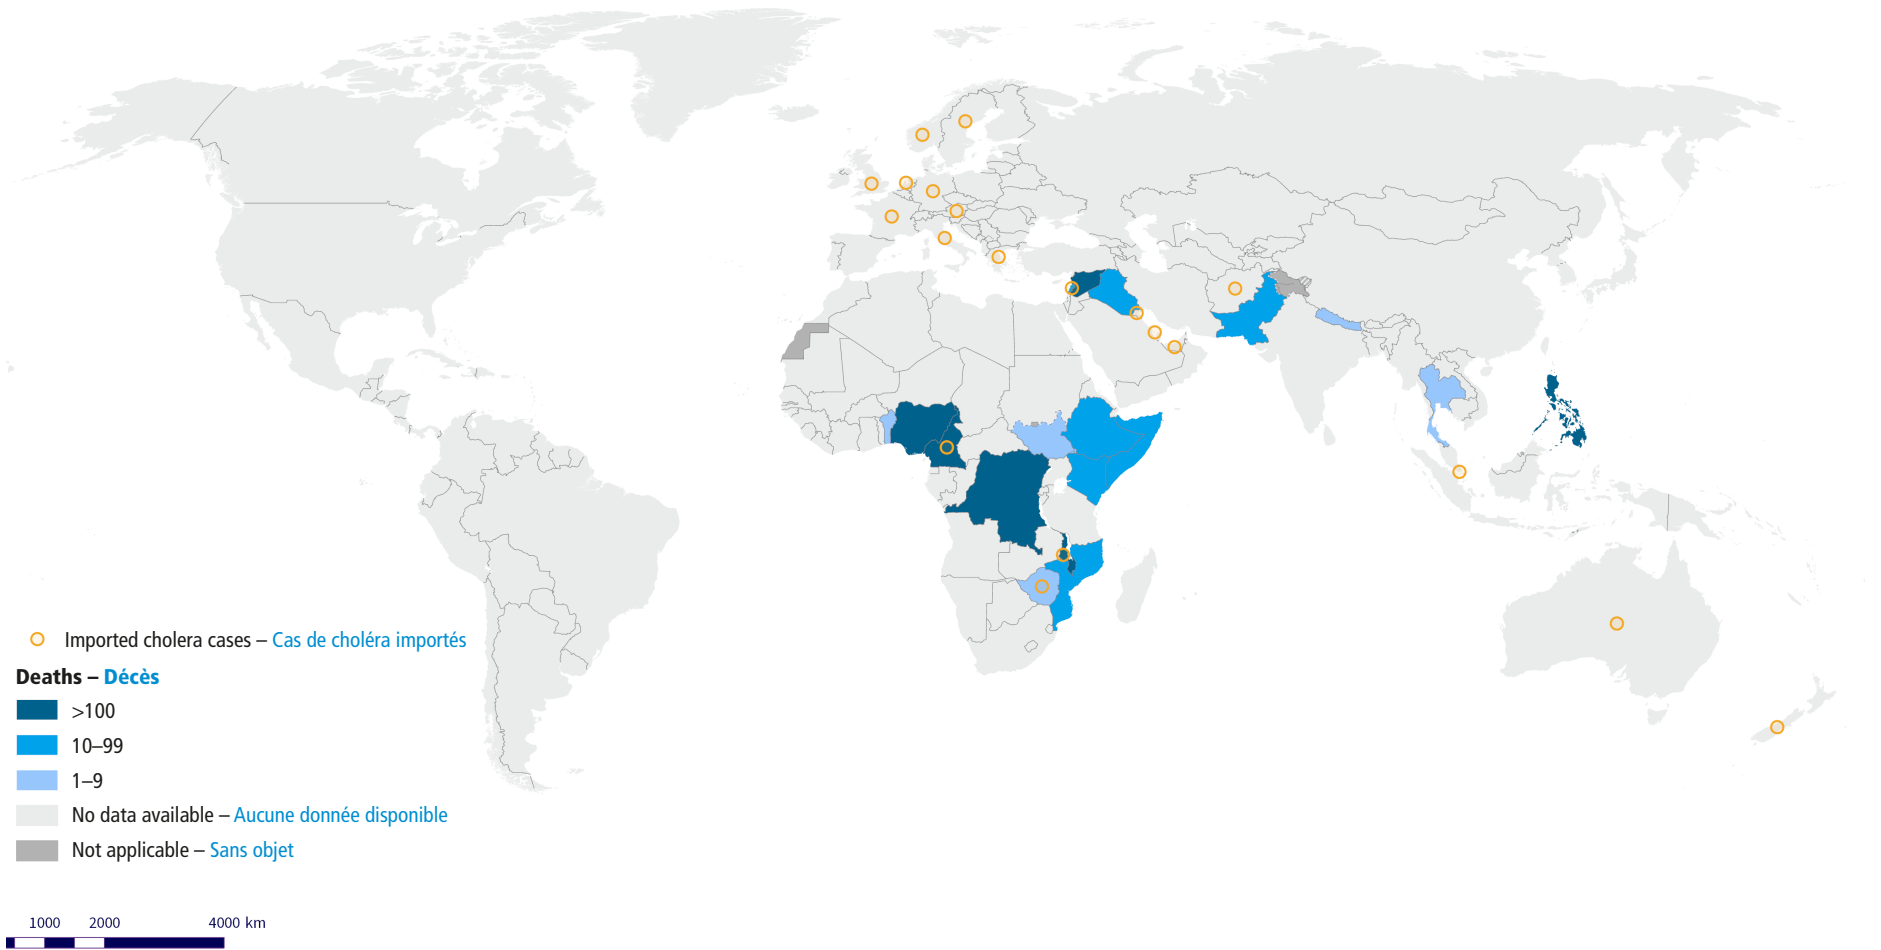 Imported cholera cases – Cas de choléra importés
Deaths – Décès
>100
10–99
1–9
No data available – Aucune donnée disponible
Not applicable – Sans objet
1000 2000 4000 km